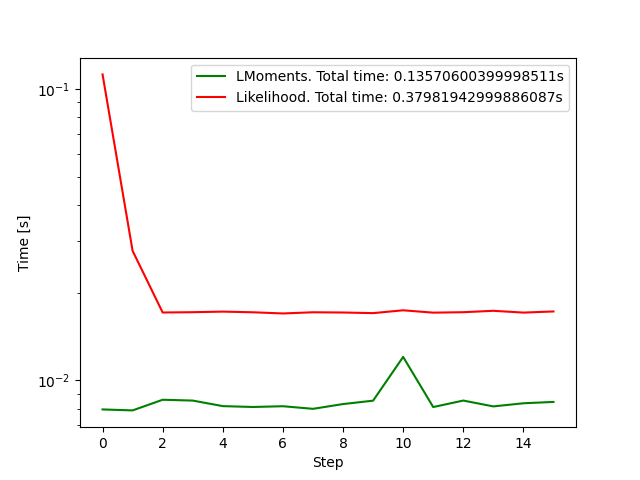 LMoments. Total time: 0.13570600399998511s
Likelihood. Total time: 0.37981942999886087s
10⁻¹
10⁻²
Time [s]
0 2 4 6 8 10 12 14
Step